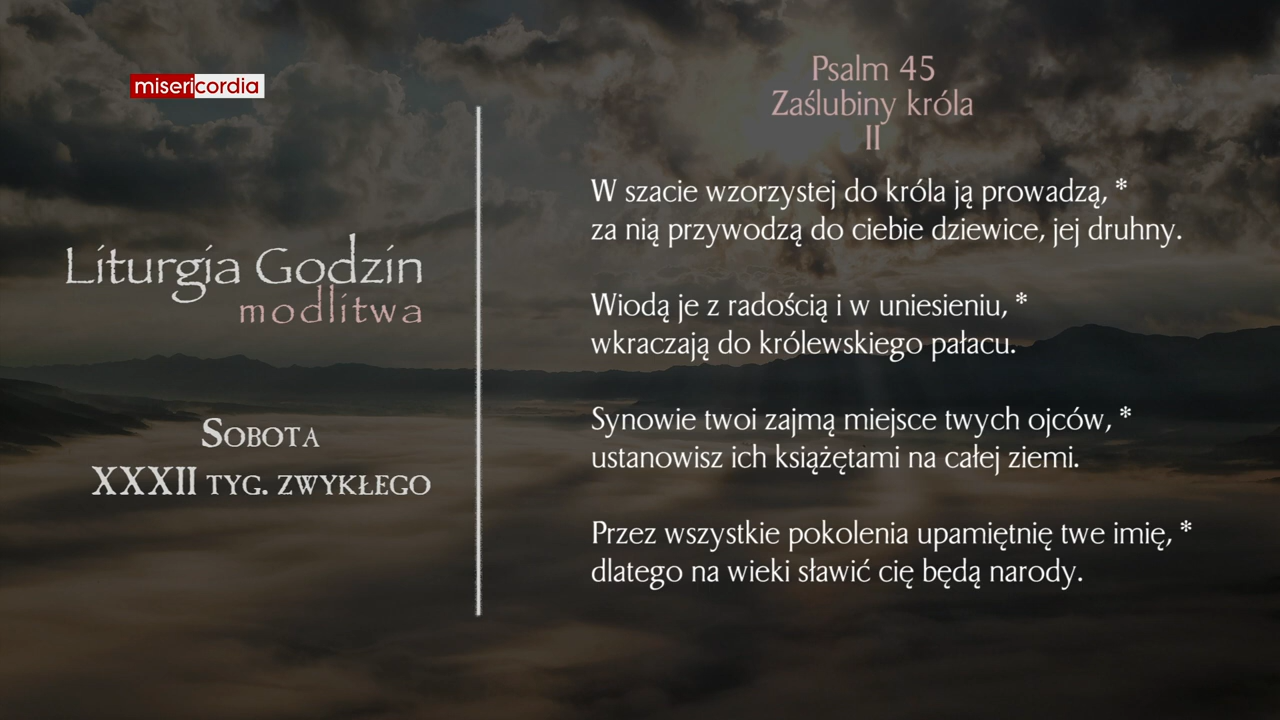 misericordia
Liturgia Godzin
modlitwa
Sobota
XXXII tyg. zwykłego
Psalm 45
Zaślubiny króla
II
W szacie wzorzystej do króla ją prowadzą, *
za nią przywodzą do ciebie dziewice, jej druhny.
Wiodą je z radością i w uniesieniu, *
wkraczają do królewskiego pałacu.
Synowie twoi zajmą miejsce twych ojców, *
ustanowisz ich książętami na całej ziemi.
Przez wszystkie pokolenia upamiętnię twe imię, *
dlatego na wieki sławić cię będą narody.